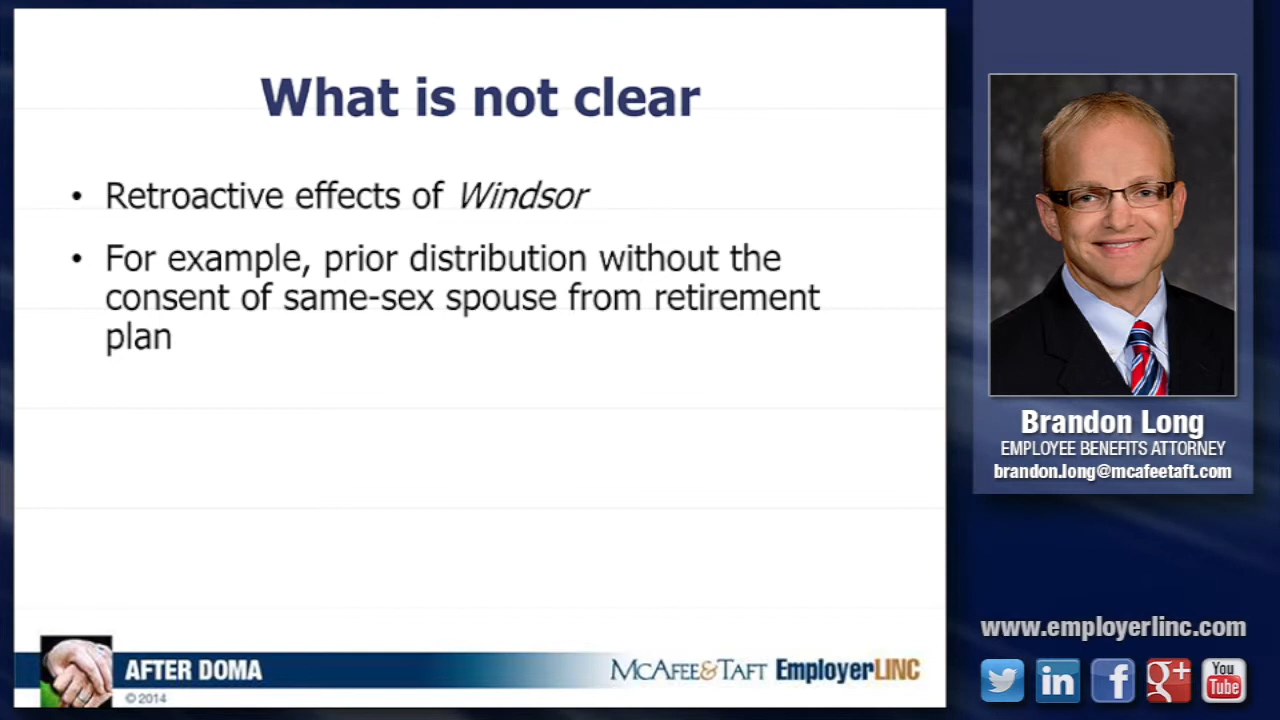 What is not clear
• Retroactive effects of Windsor
• For example, prior distribution without the
consent of same-sex spouse from retirement
plan
AFTER DOMA
© 2014
MCAFEE&TAFT EmployerLINC
Brandon Long
EMPLOYEE BENEFITS ATTORNEY
brandon.long@mcafeetaft.com
www.employerlinc.com
in
f
g+
You
Tube